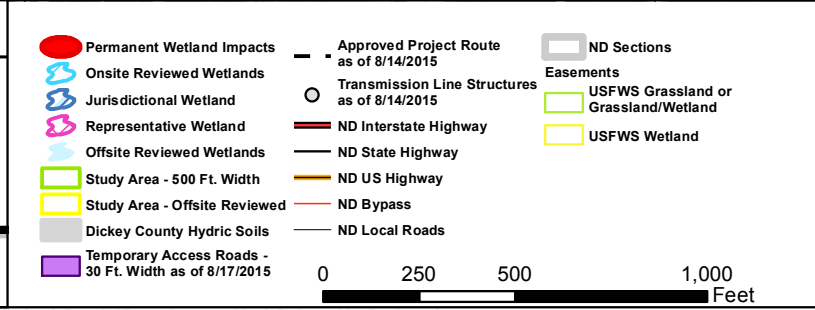 Permanent Wetland Impacts
Onsite Reviewed Wetlands
Jurisdictional Wetland
Representative Wetland
Offsite Reviewed Wetlands
Study Area - 500 Ft. Width
Study Area - Offsite Reviewed
Dickey County Hydric Soils
Temporary Access Roads -
30 Ft. Width as of 8/17/2015
Approved Project Route
as of 8/14/2015
Transmission Line Structures
as of 8/14/2015
ND Interstate Highway
ND State Highway
ND US Highway
ND Bypass
ND Local Roads
ND Sections
Easements
USFWS Grassland or
Grassland/Wetland
USFWS Wetland
0 250 500 1,000
Feet